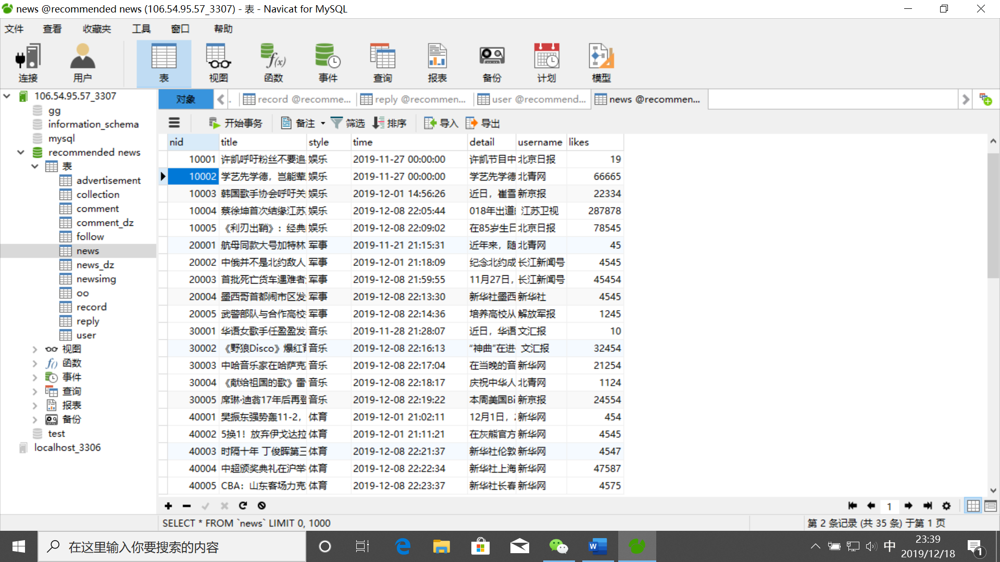 news @recommended news (106.54.95.57_3307) - 表 - Navicat for MySQL
文件 查看 收藏夹 工具 窗口 帮助
连接 用户 表 视图 函数 事件 查询 报表 备份 计划 模型
106.54.95.57_3307
gg
information_schema
mysql
recommended news
表
advertisement
collection
comment
comment_dz
follow
news
news_dz
newsimg
oo
record
reply
user
视图
函数
事件
查询
报表
备份
test
localhost_3306
对象 record @recomme... reply @recommen... user @recommend... news @recommen...
开始事务 备注 筛选 排序 导入 导出
nid title style time detail username likes
10001 许凯呼吁粉丝不要追 娱乐 2019-11-27 00:00:00 许凯节目中 北京日报 19
10002 学艺先学德，岂能荤 娱乐 2019-11-27 00:00:00 学艺先学德 北青网 66665
10003 韩国歌手协会呼吁关 娱乐 2019-12-01 14:56:26 近日，崔雪 新京报 22334
10004 蔡徐坤首次结缘江苏 娱乐 2019-12-08 22:05:44 018年出道 江苏卫视 287878
10005 《利刃出鞘》：经典 娱乐 2019-12-08 22:09:02 在85岁生日 北京日报 78545
20001 航母同款大号加特林 军事 2019-11-21 21:15:31 近年来，随 北青网 45
20002 中俄并不是北约敌人 军事 2019-12-01 21:18:09 纪念北约成 长江新闻号 4545
20003 首批死亡货车遇难者 军事 2019-12-08 21:59:55 11月27日， 长江新闻号 45454
20004 墨西哥首都闹市区发 军事 2019-12-08 22:13:30 新华社墨西 新华社 4545
20005 武警部队与合作高校 军事 2019-12-08 22:14:36 培养高校从 解放军报 1245
30001 华语女歌手任盈盈发 音乐 2019-11-28 21:28:07 近日，华语 文汇报 10
30002 《野狼Disco》爆红 音乐 2019-12-08 22:16:13 “神曲”在进 文汇报 32454
30003 中哈音乐家在哈萨克 音乐 2019-12-08 22:17:04 在当晚的音 新华网 21254
30004 《献给祖国的歌》雷 音乐 2019-12-08 22:18:17 庆祝中华人 北青网 1124
30005 席琳·迪翁17年后再登 音乐 2019-12-08 22:19:22 本周美国Bi 新京报 24554
40001 樊振东强势轰11-2， 体育 2019-12-01 21:02:11 12月1日， 新华网 454
40002 5换1！放弃伊戈达拉 体育 2019-12-01 21:11:21 在灰熊官方 新华网 4545
40003 时隔十年 丁俊晖第三 体育 2019-12-08 22:21:37 新华社伦敦 新华网 4547
40004 中超颁奖典礼在沪举 体育 2019-12-08 22:22:34 新华社上海 新华网 47587
40005 CBA：山东客场力克 体育 2019-12-08 22:23:37 新华社长春 新华网 4575
1
SELECT * FROM `news` LIMIT 0, 1000 第 2 条记录 (共 35 条) 于第 1 页
在这里输入你要搜索的内容 中 23:39
2019/12/18
1